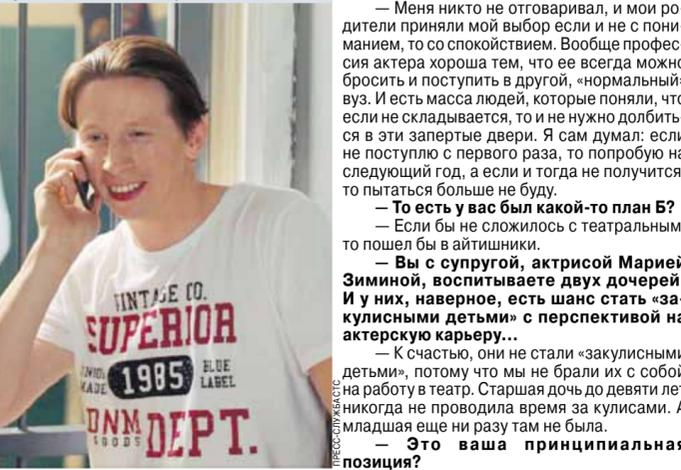 — Меня никто не отговаривал, и мои ро-
дители приняли мой выбор если и не с пони-
манием, то со спокойствием. Вообще профес-
сия актера хороша тем, что ее всегда можно
бросить и поступить в другой, «нормальный»
вуз. И есть масса людей, которые поняли, что
если не складывается, то и не нужно долбить-
ся в эти запертые двери. Я сам думал: если
не поступлю с первого раза, то попробую на
следующий год, а если и тогда не получится,
то пытаться больше не буду.
— То есть у вас был какой-то план Б?
— Если бы не сложилось с театральным,
то пошел бы в айтишники.
— Вы с супругой, актрисой Марией
Зиминой, воспитываете двух дочерей.
И у них, наверное, есть шанс стать «за-
кулисными детьми» с перспективой на
актерскую карьеру...
— К счастью, они не стали «закулисными
детьми», потому что мы не брали их с собой
на работу в театр. Старшая дочь до девяти лет
никогда не проводила время за кулисами. А
младшая еще ни разу там не была.
— Это ваша принципиальная
позиция?
ПРЕСС-СЛУЖБА СТС
VINTAGE CO.
SUPERIOR
MADE 1985 BLUE
LABEL
DNM
GOODS DEPT.